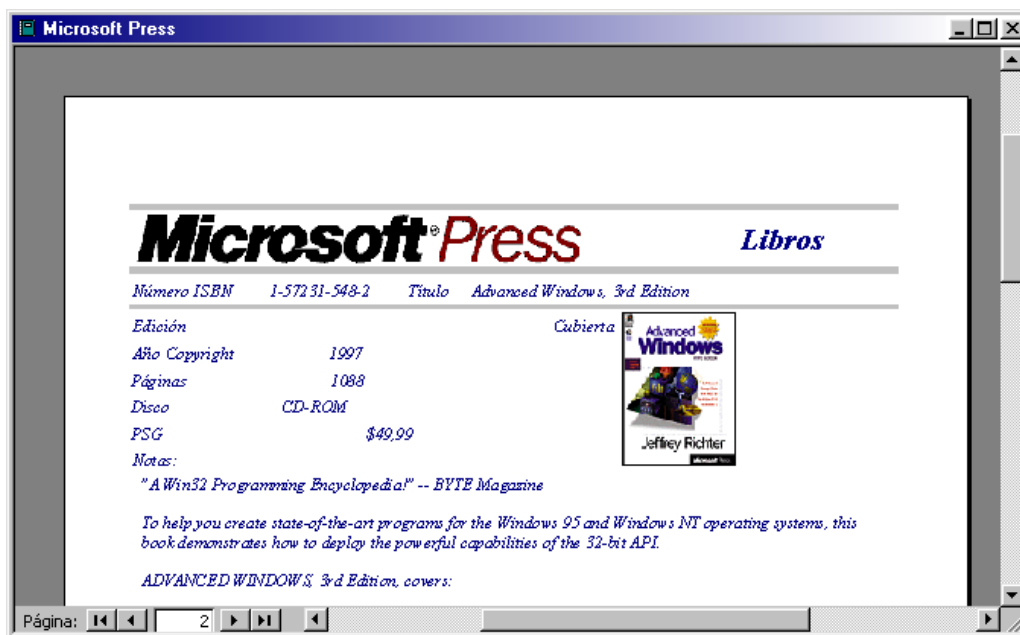 Microsoft Press
Microsoft® Press Libros
Número ISBN 1-57231-548-2 Título Advanced Windows, 3rd Edition
Edición Cubierta
Advanced
Windows
Jeffrey Richter
Microsoft Press
Año Copyright 1997
Páginas 1088
Disco CD-ROM
PSG $49,99
Notas:
"A Win32 Programming Encyclopedia!" -- BYTE Magazine
To help you create state-of-the-art programs for the Windows 95 and Windows NT operating systems, this
book demonstrates how to deploy the powerful capabilities of the 32-bit API.
ADVANCED WINDOWS, 3rd Edition, covers:
Página: 2